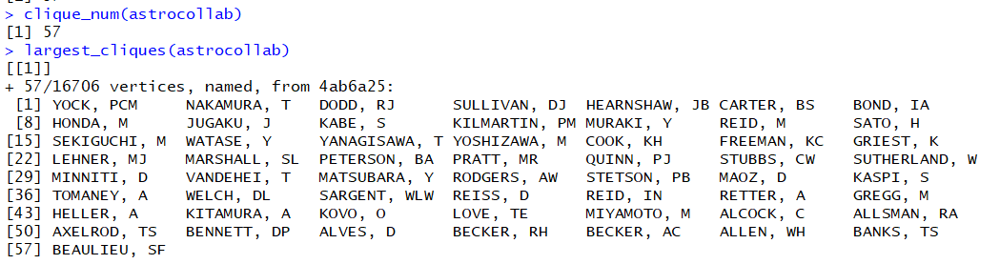 > clique_num(astrocollab)
[1] 57
> largest_cliques(astrocollab)
[[1]]
+ 57/16706 vertices, named, from 4ab6a25:
[1] YOCK, PCM NAKAMURA, T DODD, RJ SULLIVAN, DJ HEARNSHAW, JB CARTER, BS BOND, IA
[8] HONDA, M JUGAKU, J KABE, S KILMARTIN, PM MURAKI, Y REID, M SATO, H
[15] SEKIGUCHI, M WATASE, Y YANAGISAWA, T YOSHIZAWA, M COOK, KH FREEMAN, KC GRIEST, K
[22] LEHNER, MJ MARSHALL, SL PETERSON, BA PRATT, MR QUINN, PJ STUBBS, CW SUTHERLAND, W
[29] MINNITI, D VANDEHEI, T MATSUBARA, Y RODGERS, AW STETSON, PB MAOZ, D KASPI, S
[36] TOMANEY, A WELCH, DL SARGENT, WLW REISS, D REID, IN RETTER, A GREGG, M
[43] HELLER, A KITAMURA, A KOVO, O LOVE, TE MIYAMOTO, M ALCOCK, C ALLSMAN, RA
[50] AXELROD, TS BENNETT, DP ALVES, D BECKER, RH BECKER, AC ALLEN, WH BANKS, TS
[57] BEAULIEU, SF